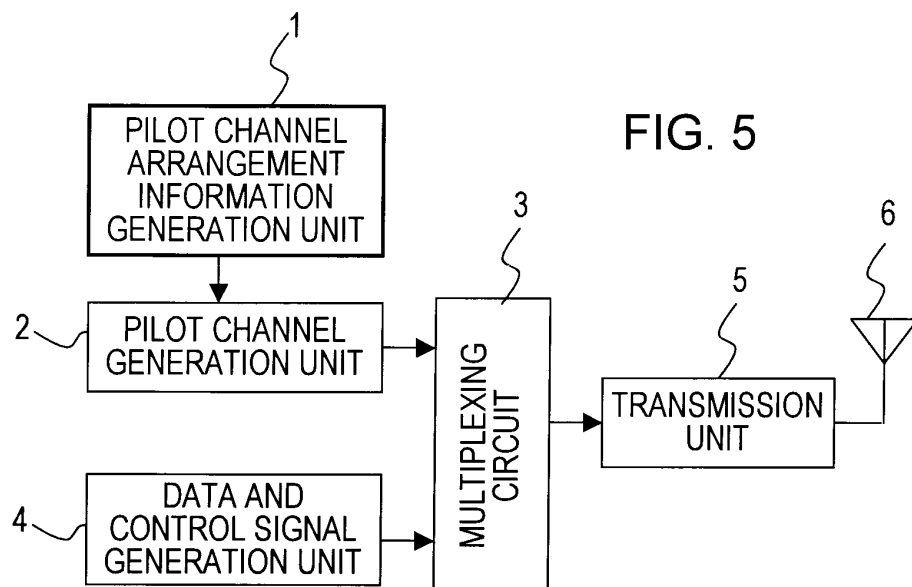 1
PILOT CHANNEL
ARRANGEMENT
INFORMATION
GENERATION UNIT
FIG. 5
2
PILOT CHANNEL
GENERATION UNIT
3
MULTIPLEXING
CIRCUIT
5
TRANSMISSION
UNIT
6
4
DATA AND
CONTROL SIGNAL
GENERATION UNIT